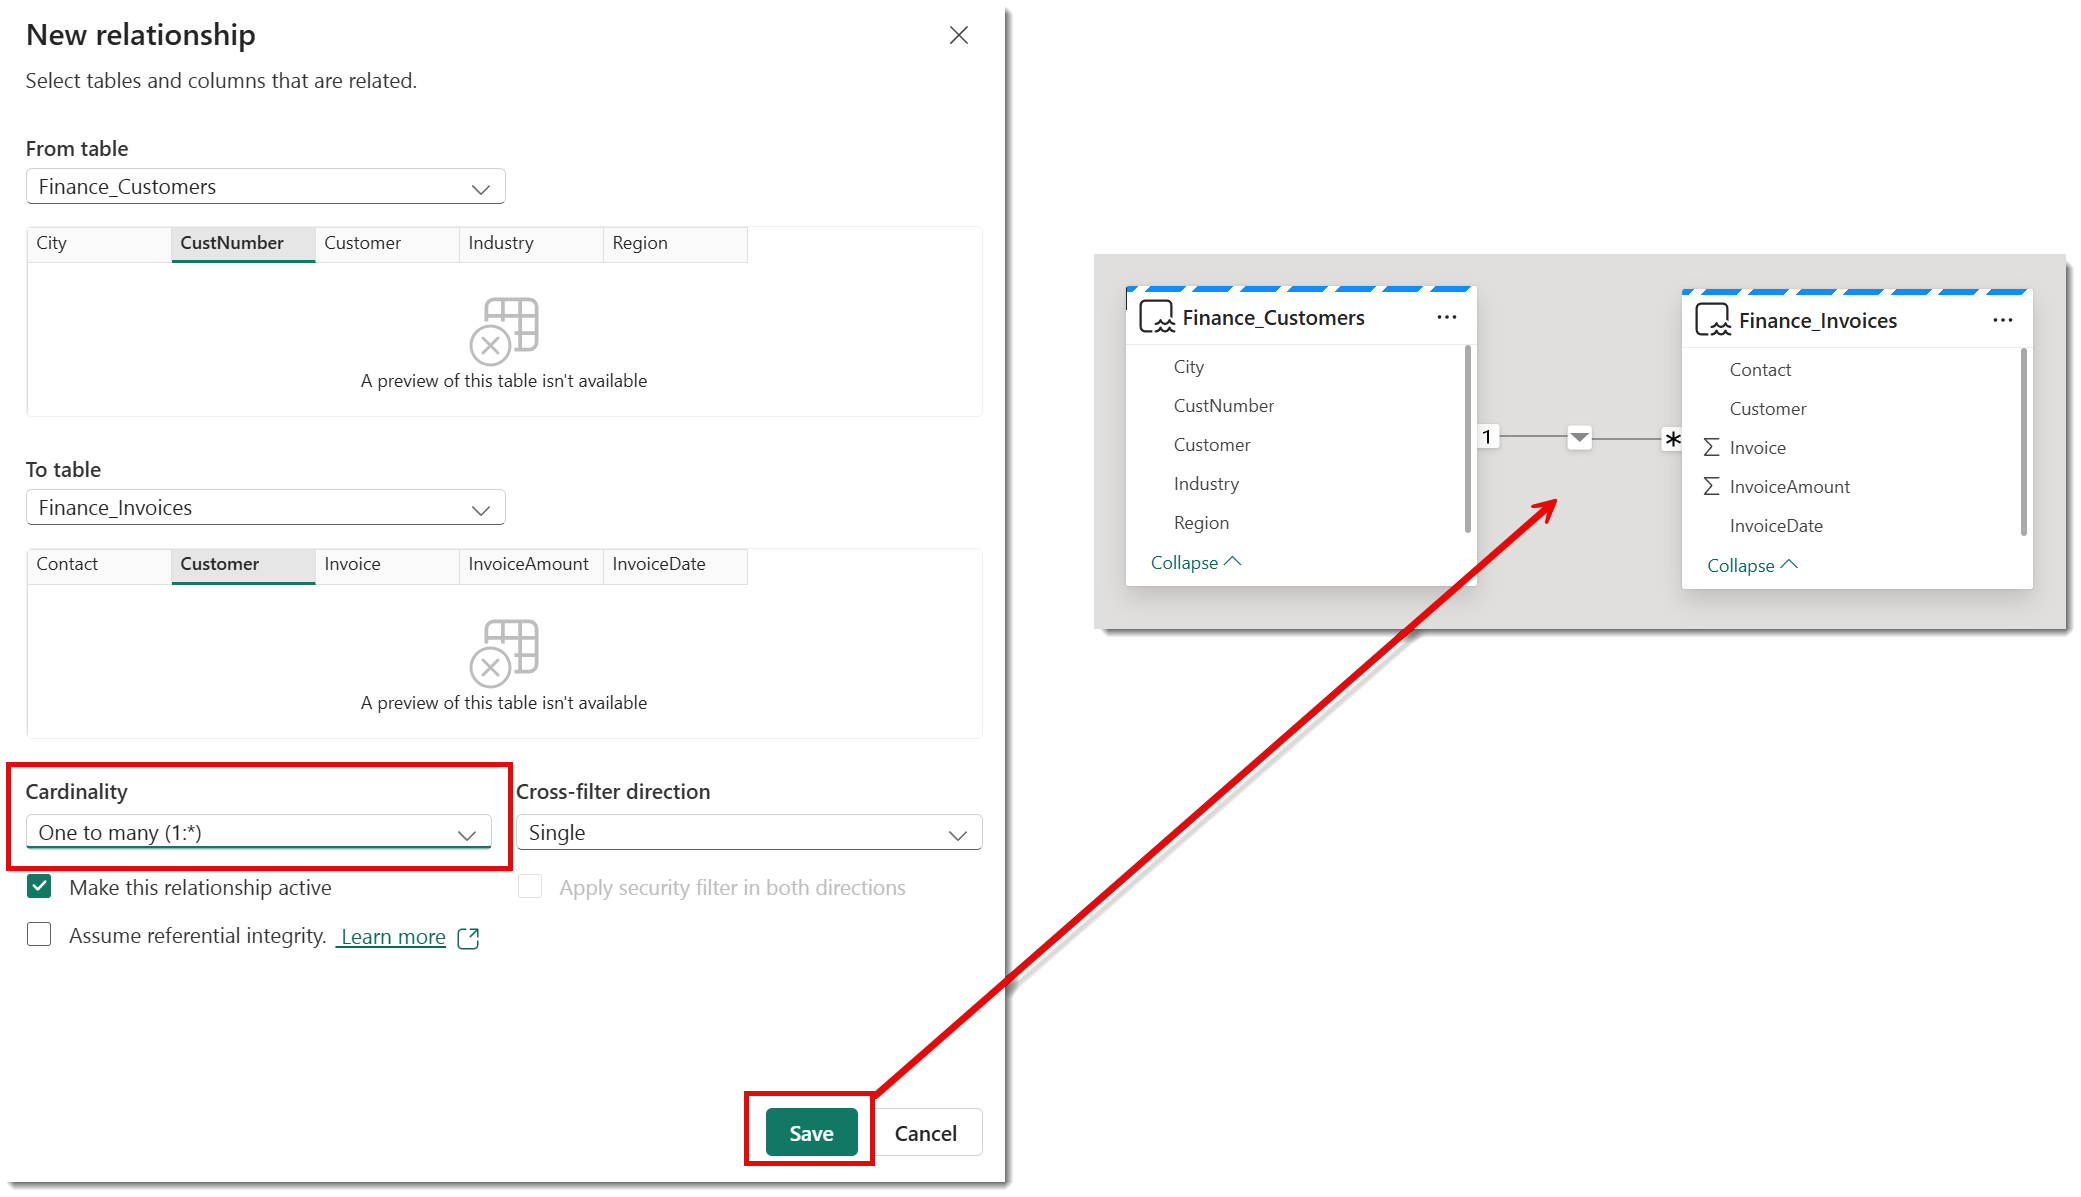 New relationship
Select tables and columns that are related.
From table
Finance_Customers
City CustNumber Customer Industry Region
A preview of this table isn't available
To table
Finance_Invoices
Contact Customer Invoice InvoiceAmount InvoiceDate
A preview of this table isn't available
Cardinality
One to many (1:*)
Cross-filter direction
Single
Make this relationship active
Apply security filter in both directions
Assume referential integrity. Learn more
Save
Cancel
Finance_Customers
City
CustNumber
Customer
Industry
Region
Collapse
1
*
Finance_Invoices
Contact
Customer
Σ Invoice
Σ InvoiceAmount
InvoiceDate
Collapse